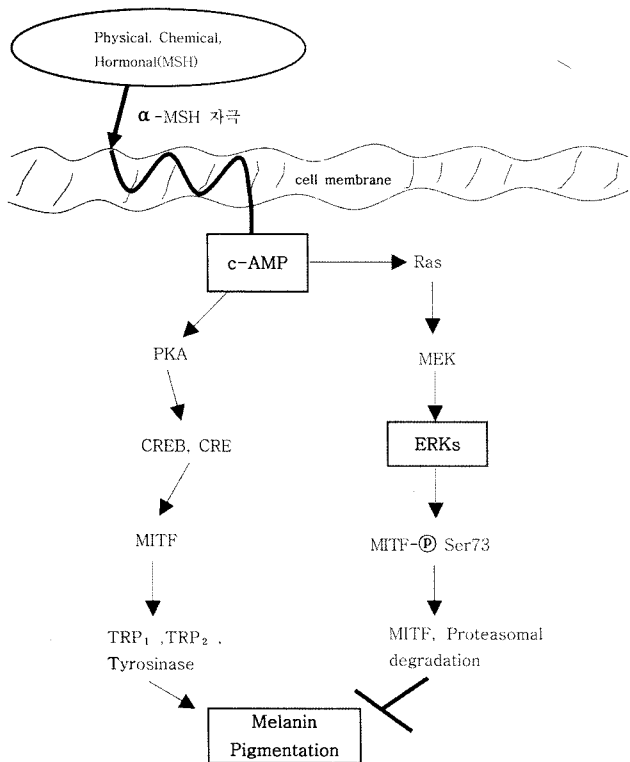 Physical. Chemical,
Hormonal(MSH)
α-MSH 자극
cell membrane
c-AMP
Ras
PKA
MEK
CREB, CRE
ERKs
MITF
MITF-ⓟ Ser73
TRP₁ ,TRP₂ ,
Tyrosinase
MITF, Proteasomal
degradation
Melanin
Pigmentation